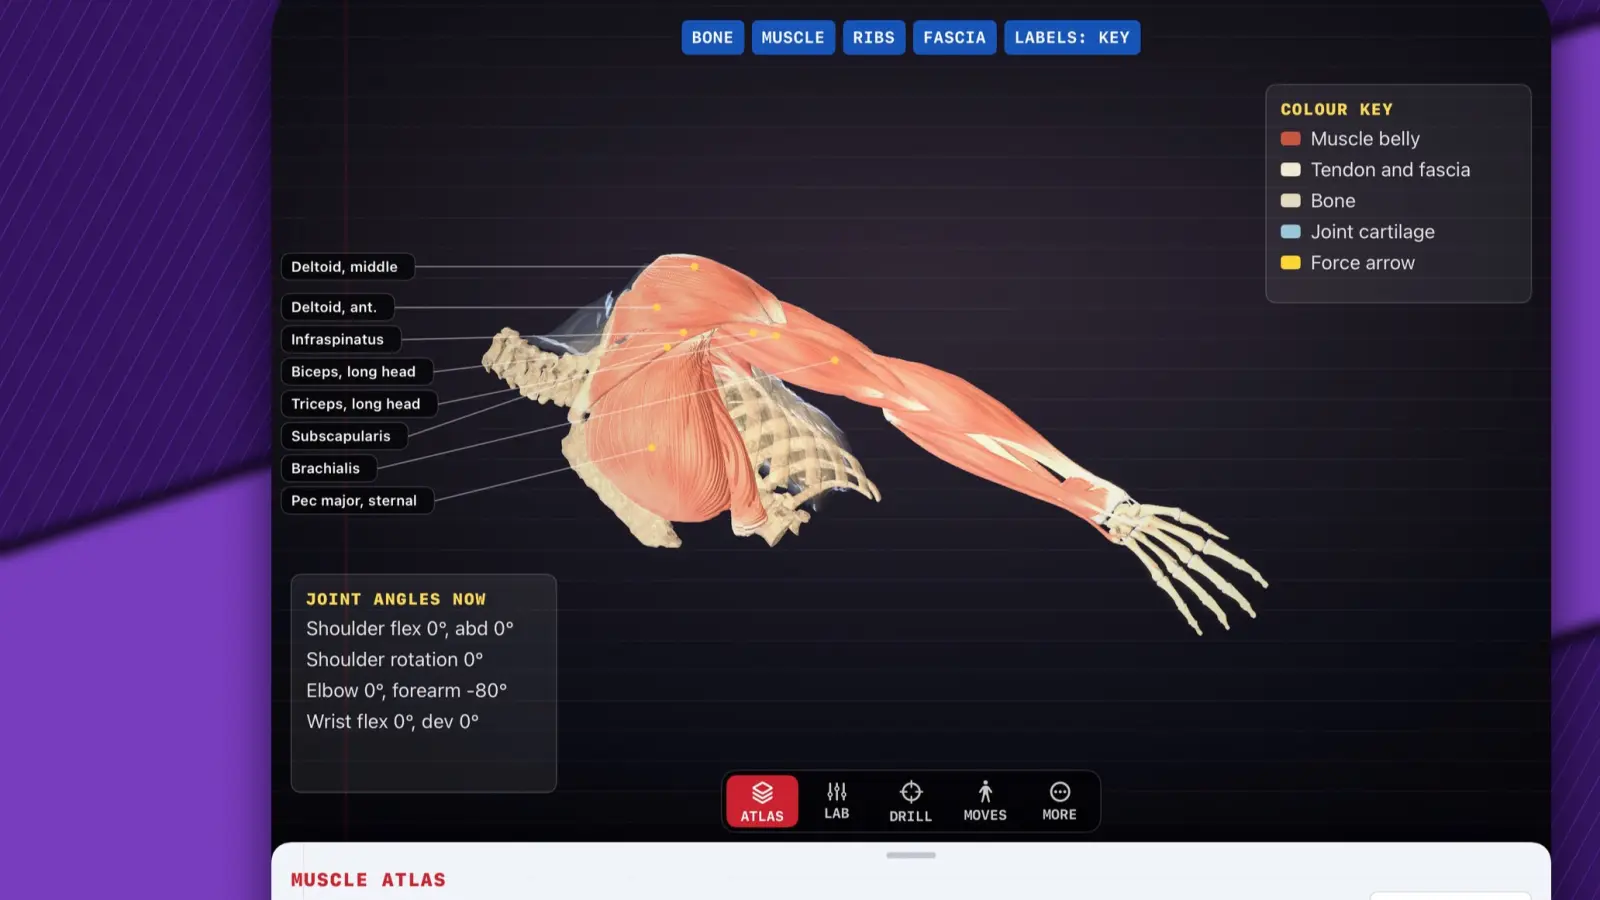 BONE
MUSCLE
RIBS
FASCIA
LABELS: KEY
COLOUR KEY
Muscle belly
Tendon and fascia
Bone
Joint cartilage
Force arrow
Deltoid, middle
Deltoid, ant.
Infraspinatus
Biceps, long head
Triceps, long head
Subscapularis
Brachialis
Pec major, sternal
JOINT ANGLES NOW
Shoulder flex 0°, abd 0°
Shoulder rotation 0°
Elbow 0°, forearm -80°
Wrist flex 0°, dev 0°
ATLAS
LAB
DRILL
MOVES
MORE
MUSCLE ATLAS